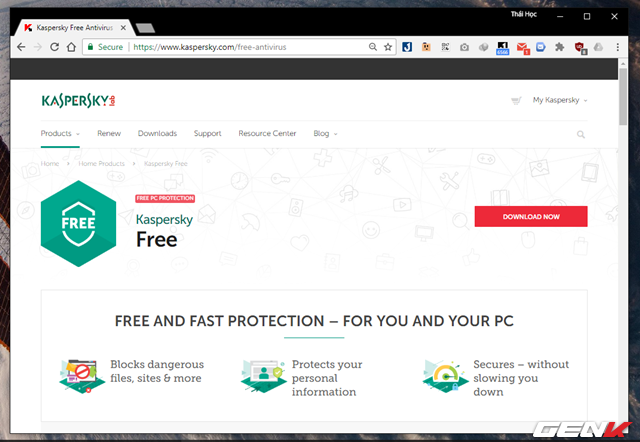 Thái Học
Kaspersky Free Antivirus
Secure
https://www.kaspersky.com/free-antivirus
KASPERSKY lab
My Kaspersky
Products
Renew
Downloads
Support
Resource Center
Blog
Home
Home Products
Kaspersky Free
FREE
FREE PC PROTECTION
Kaspersky
Free
DOWNLOAD NOW
FREE AND FAST PROTECTION – FOR YOU AND YOUR PC
Blocks dangerous
files, sites & more
Protects your
personal
information
Secures – without
slowing you
down
GENK